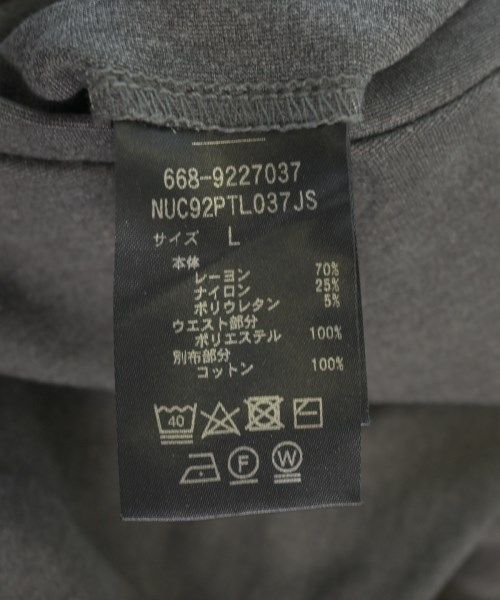 668-9227037
NUC92PTL037JS
サイズ L
本体
レーヨン 70%
ナイロン 25%
ポリウレタン 5%
ウエスト部分
ポリエステル 100%
別布部分
コットン 100%
40
F W